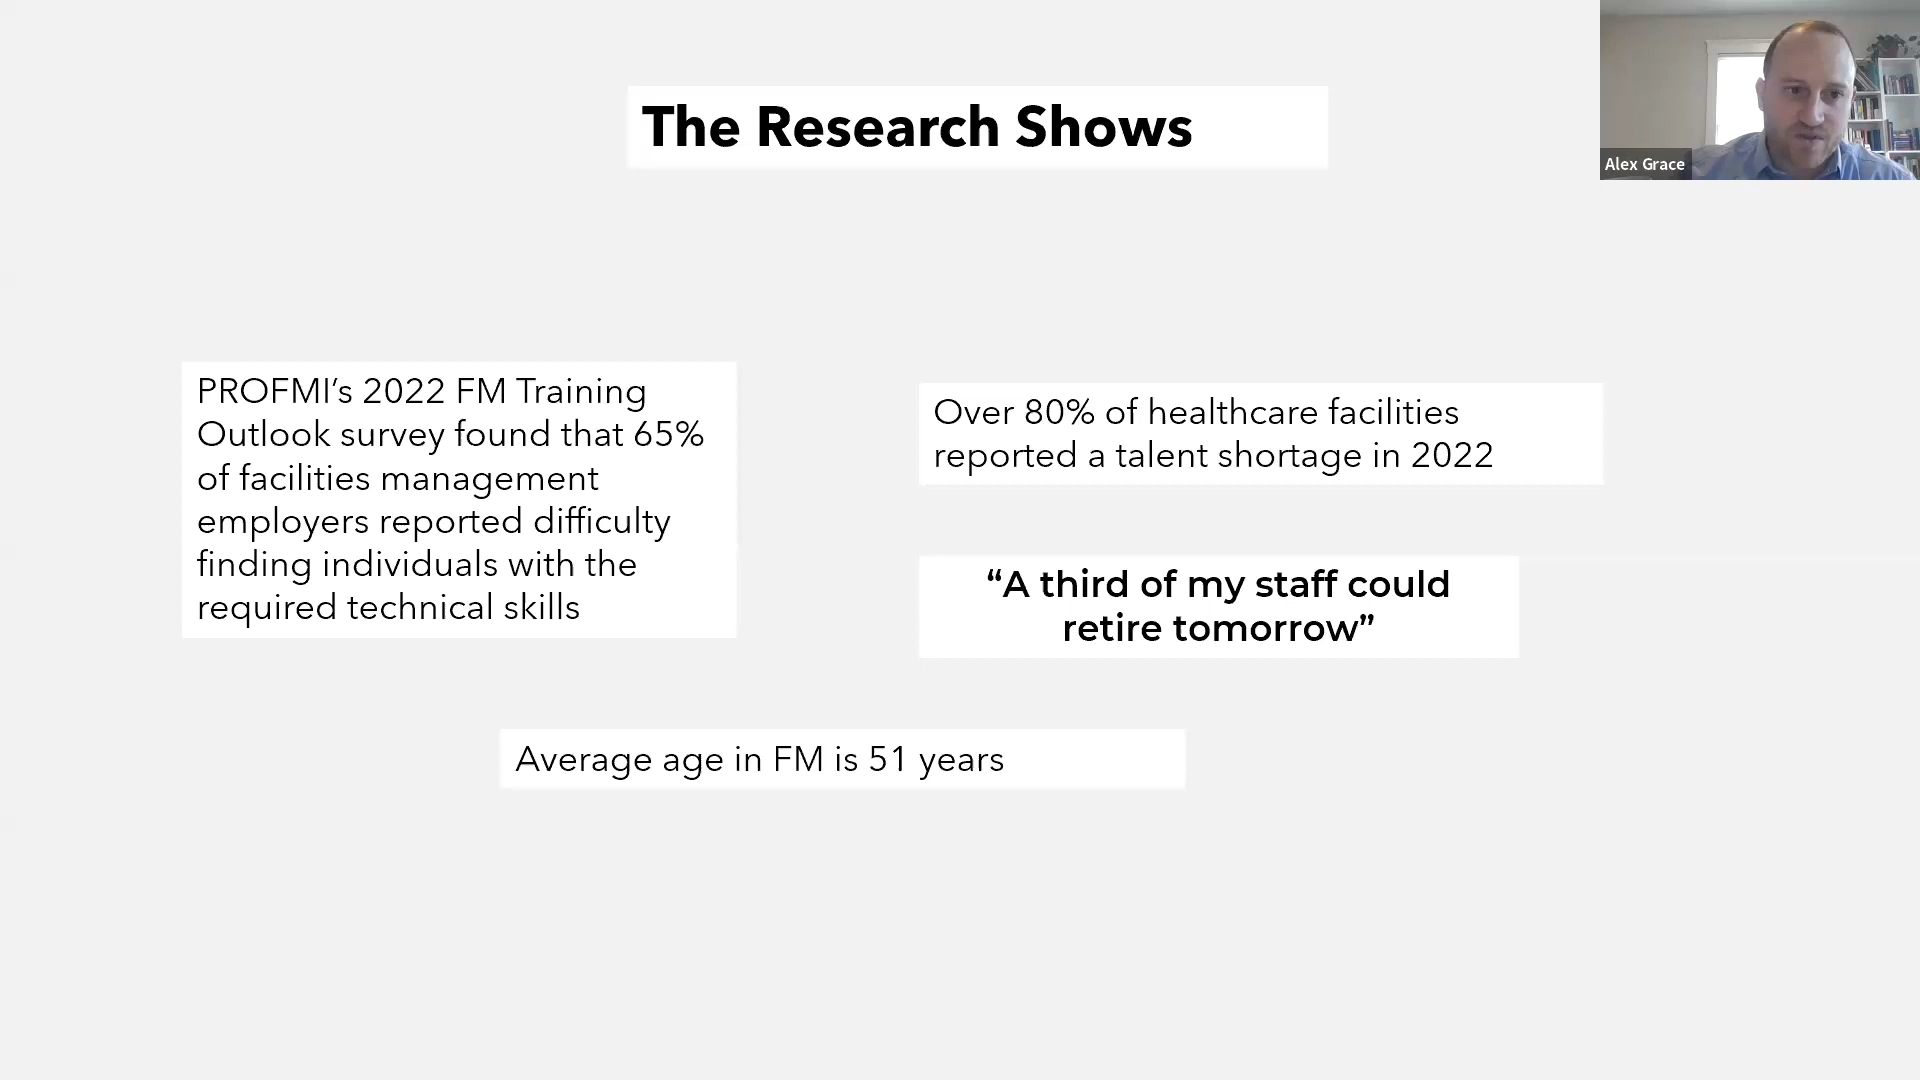 The Research Shows
Alex Grace
PROFMI’s 2022 FM Training
Outlook survey found that 65%
of facilities management
employers reported difficulty
finding individuals with the
required technical skills
Over 80% of healthcare facilities
reported a talent shortage in 2022
“A third of my staff could
retire tomorrow”
Average age in FM is 51 years